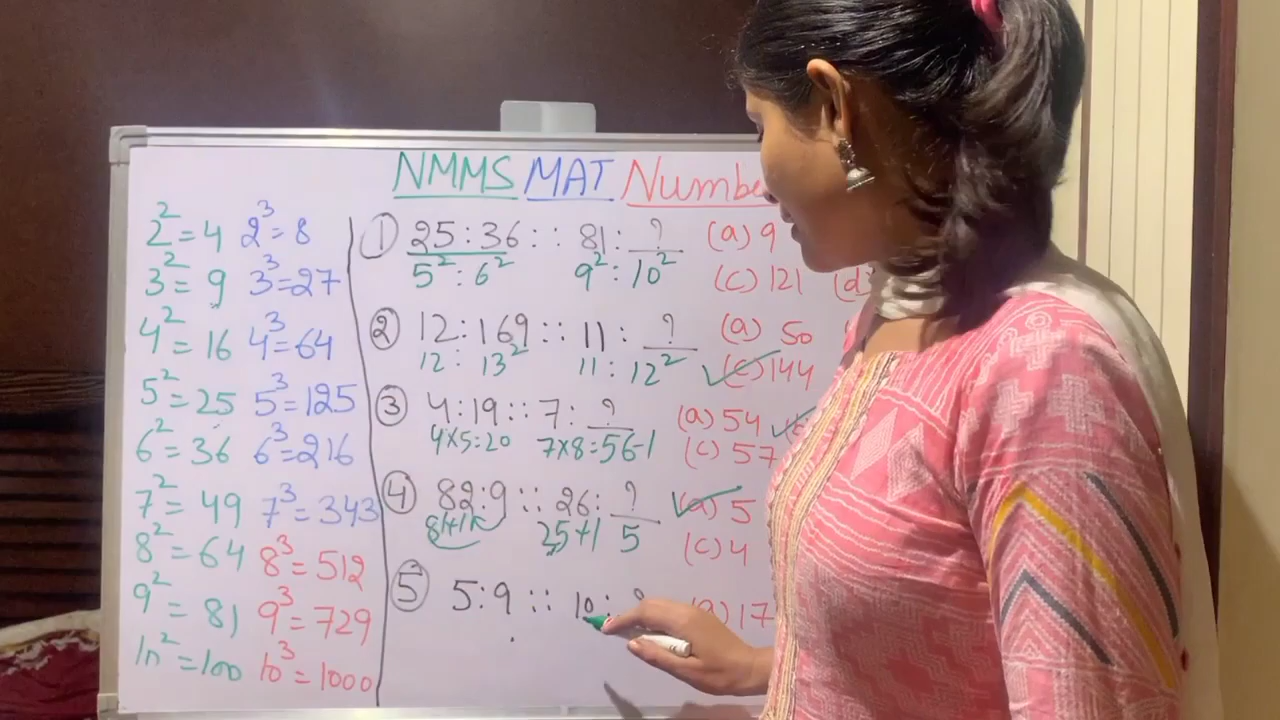 NMMS MAT Numbe
2² = 4 2³ = 8
3² = 9 3³ = 27
4² = 16 4³ = 64
5² = 25 5³ = 125
6² = 36 6³ = 216
7² = 49 7³ = 343
8² = 64 8³ = 512
9² = 81 9³ = 729
10² = 100 10³ = 1000
① 25 : 36 :: 81 : ? (a) 9
5² : 6² 9² : 10² (c) 121 (d)
② 12 : 169 :: 11 : ? (a) 50
12 : 13² 11 : 12² (c) 144
③ 4 : 19 :: 7 : ? (a) 54
4×5=20 7×8=56-1 (c) 57
④ 82 : 9 :: 26 : ? (a) 5
81+1 25+1 5 (c) 4
⑤ 5 : 9 :: 10 : ? (a) 17